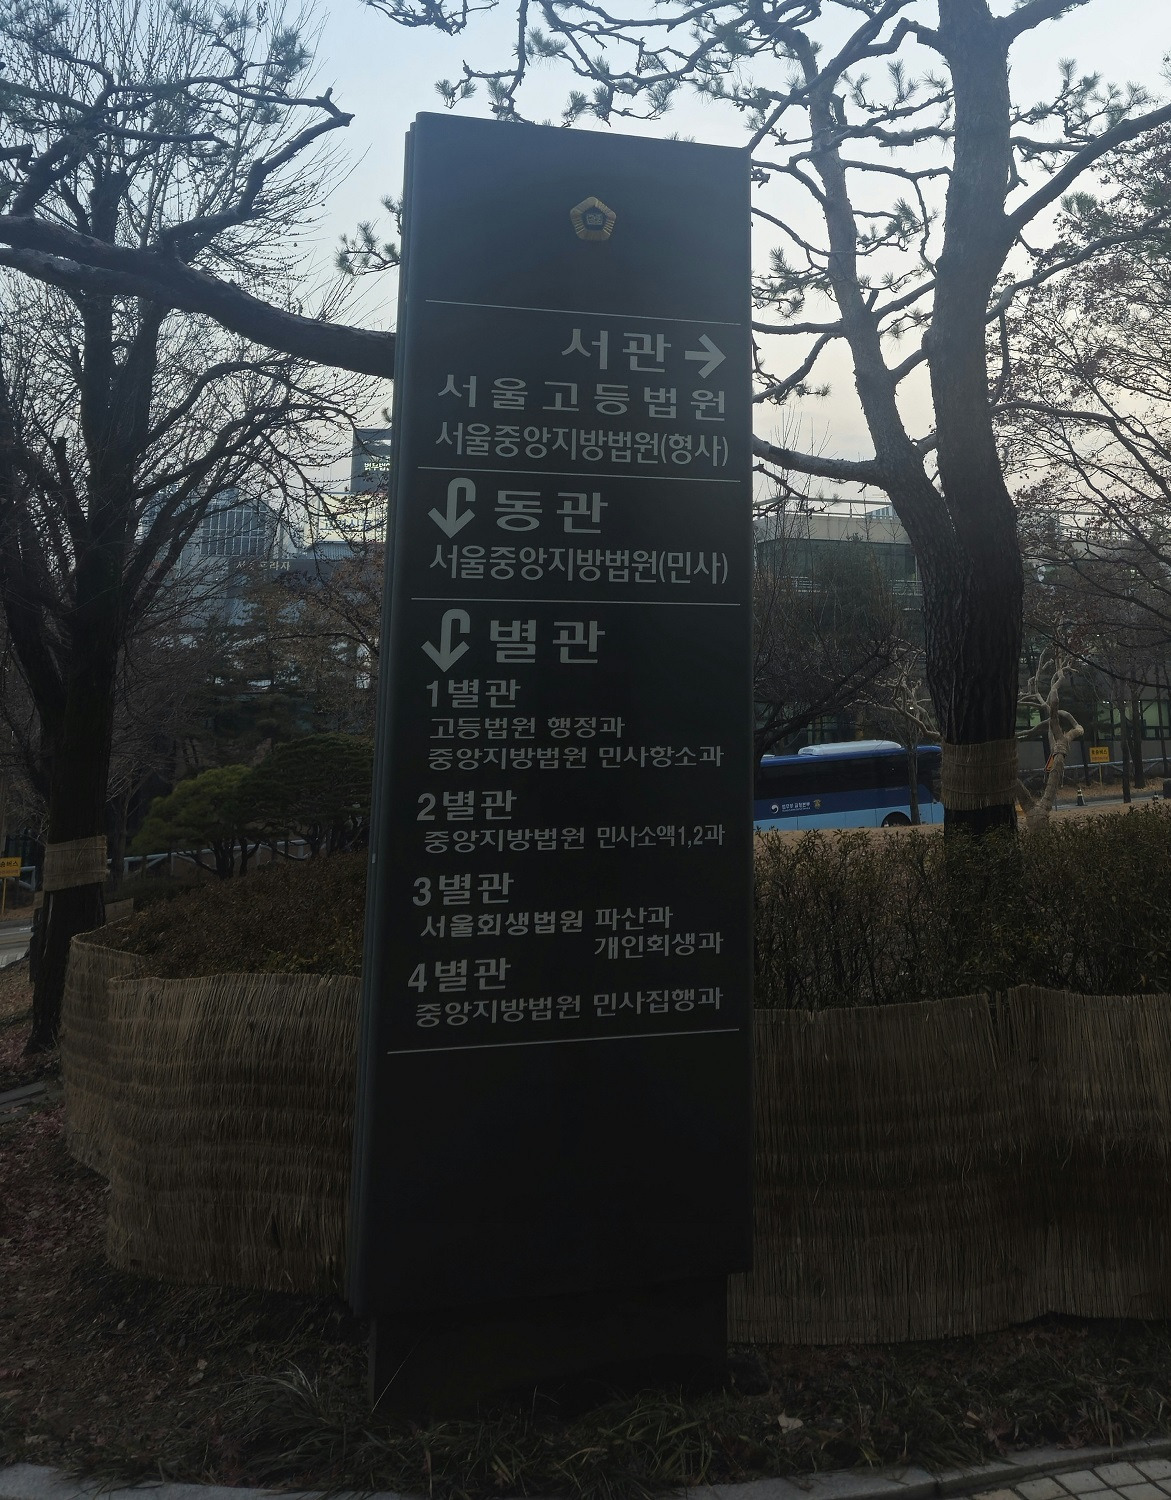 서관 →
서울고등법원
서울중앙지방법원(형사)
동관
서울중앙지방법원(민사)
별관
1별관
고등법원 행정과
중앙지방법원 민사항소과
2별관
중앙지방법원 민사소액1,2과
3별관
서울회생법원 파산과
개인회생과
4별관
중앙지방법원 민사집행과